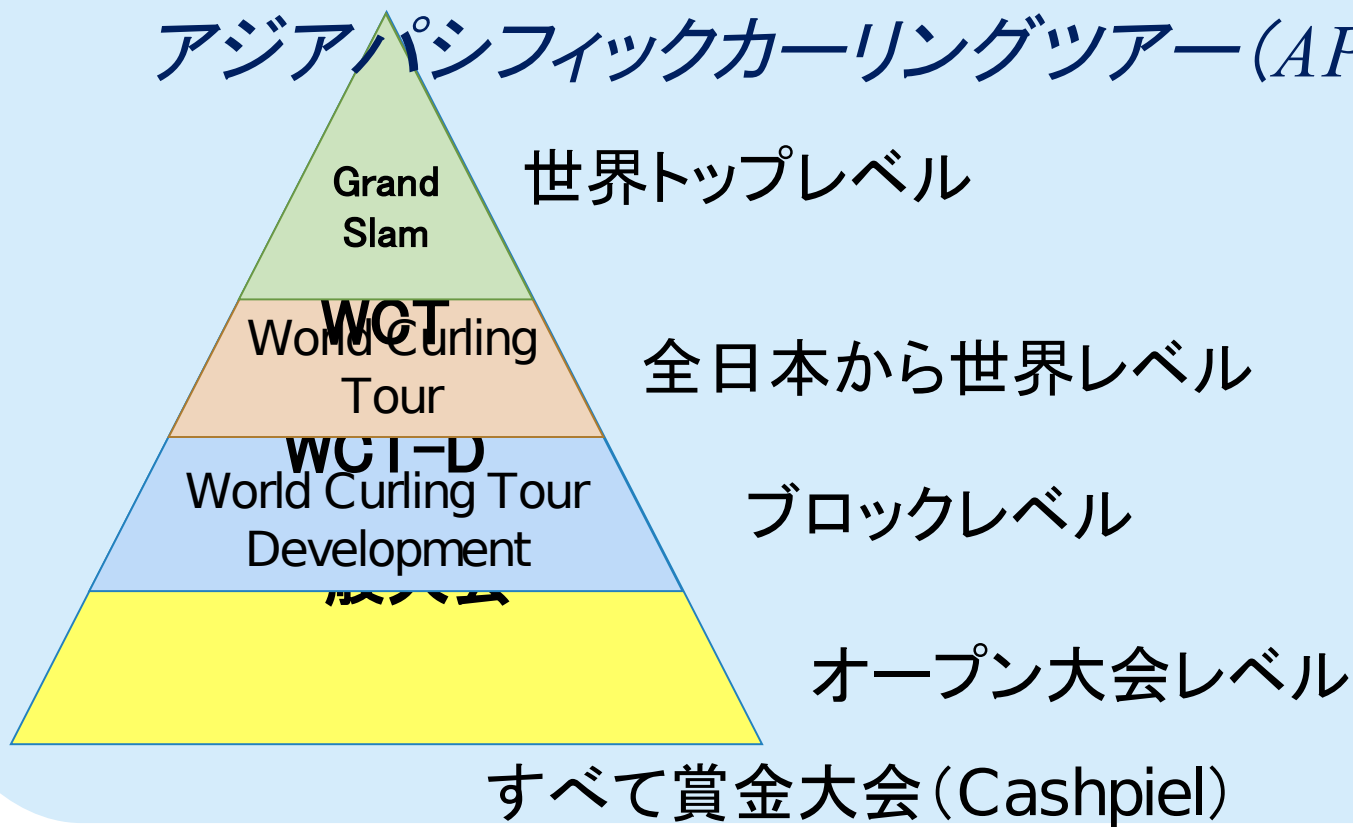 アジアパシフィックカーリングツアー(AP
Grand
Slam
世界トップレベル
WCT
World Curling
Tour
全日本から世界レベル
WCT-D
World Curling Tour
Development
ブロックレベル
般大会
オープン大会レベル
すべて賞金大会(Cashpiel)